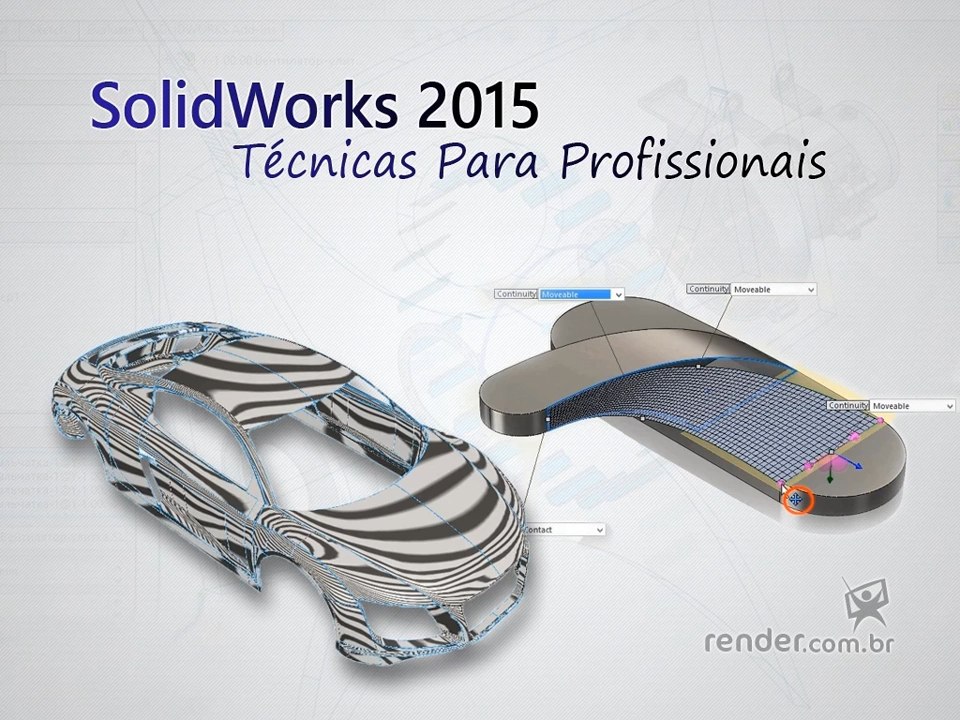 SolidWorks 2015
Técnicas Para Profissionais
Continuity Moveable
Continuity Moveable
Continuity Moveable
Contact
render.com.br